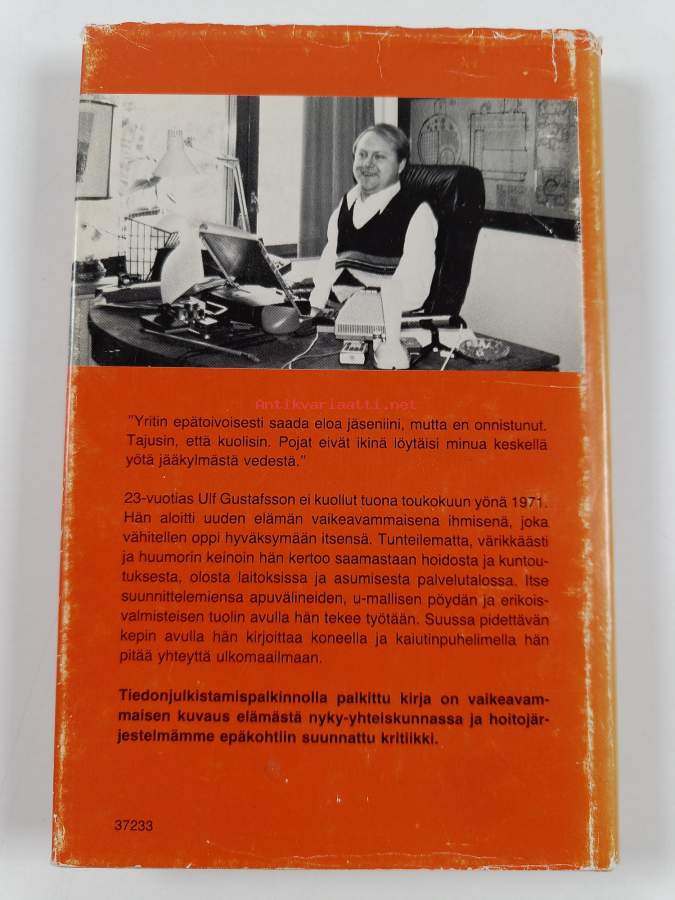 Antikvariaatti.net
"Yritin epätoivoisesti saada eloa jäseniini, mutta en onnistunut.
Tajusin, että kuolisin. Pojat eivät ikinä löytäisi minua keskellä
yötä jääkylmästä vedestä."
23-vuotias Ulf Gustafsson ei kuollut tuona toukokuun yönä 1971.
Hän aloitti uuden elämän vaikeavammaisena ihmisenä, joka
vähitellen oppi hyväksymään itsensä. Tunteilematta, värikkäästi
ja huumorin keinoin hän kertoo saamastaan hoidosta ja kuntou-
tuksesta, olosta laitoksissa ja asumisesta palvelutalossa. Itse
suunnittelemiensa apuvälineiden, u-mallisen pöydän ja erikois-
valmisteisen tuolin avulla hän tekee työtään. Suussa pidettävän
kepin avulla hän kirjoittaa koneella ja kaiutinpuhelimella hän
pitää yhteyttä ulkomaailmaan.
Tiedonjulkistamispalkinnolla palkittu kirja on vaikeavam-
maisen kuvaus elämästä nyky-yhteiskunnassa ja hoitojär-
jestelmämme epäkohtiin suunnattu kritiikki.
37233